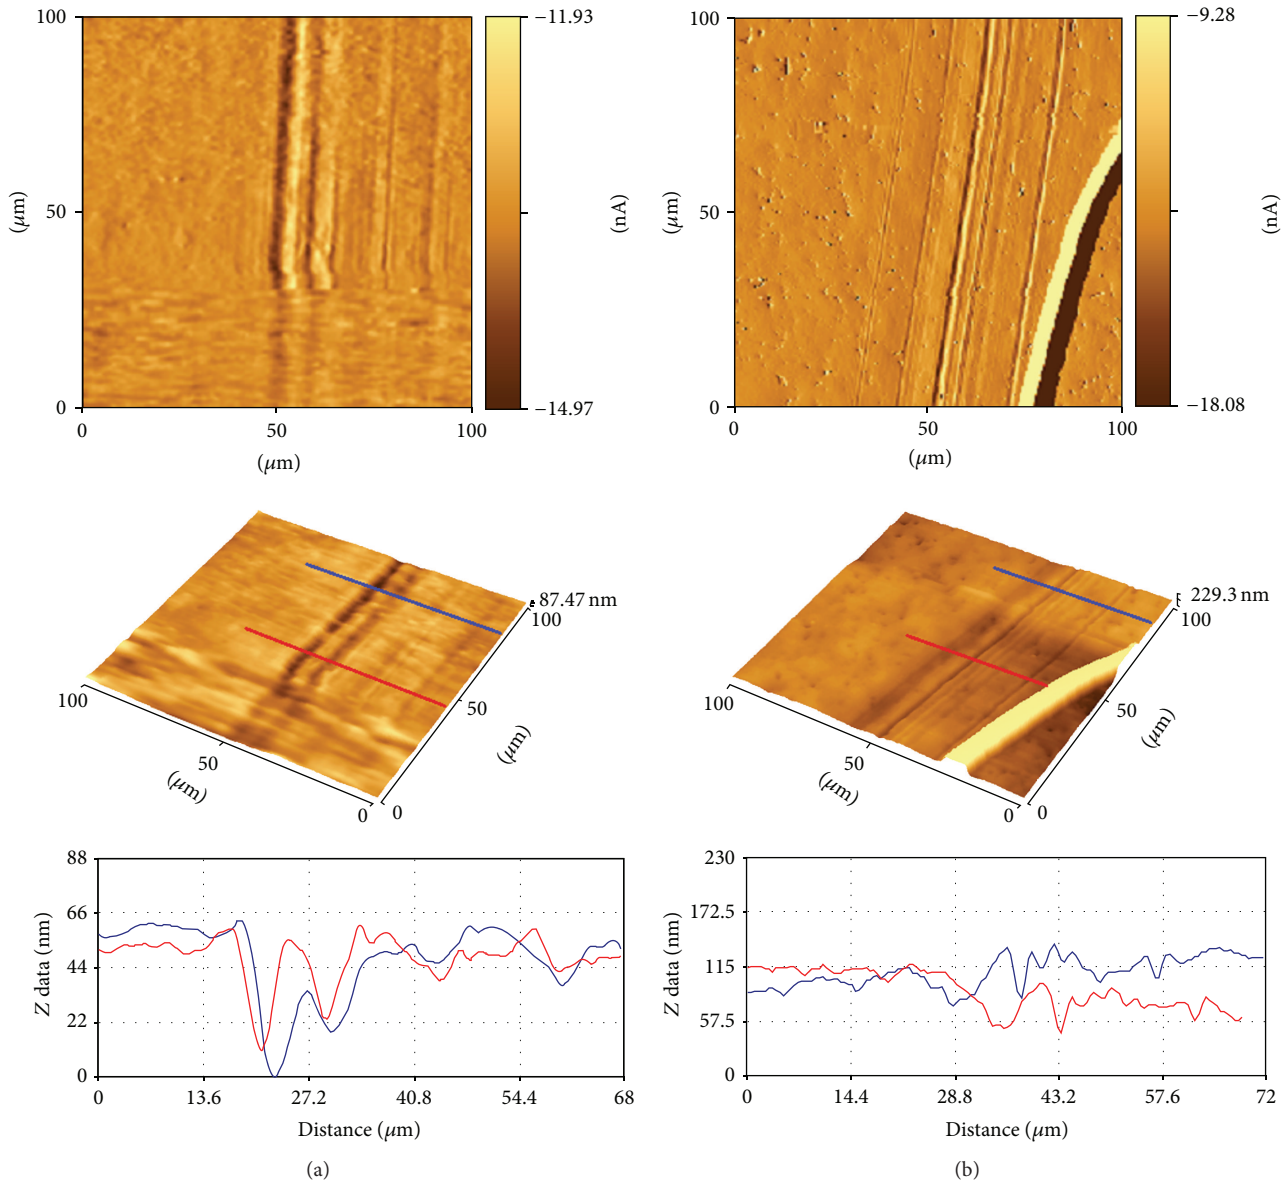 100
50
0
(μm)
0
50
100
(μm)
−11.93
−14.97
(nA)
100
50
0
(μm)
0
50
100
(μm)
−9.28
−18.08
(nA)
87.47 nm
100
50
(μm)
0
100
50
(μm)
0
229.3 nm
100
50
(μm)
0
100
50
(μm)
0
88
66
44
22
0
Z data (nm)
0
13.6
27.2
40.8
54.4
68
Distance (μm)
(a)
230
172.5
115
57.5
0
Z data (nm)
0
14.4
28.8
43.2
57.6
72
Distance (μm)
(b)